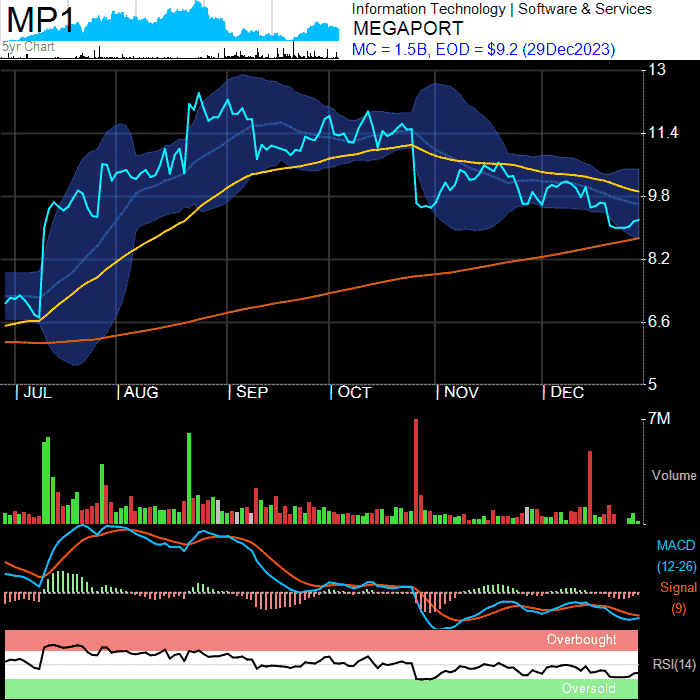 MP1
Information Technology | Software & Services
MEGAPORT
MC = 1.5B, EOD = $9.2 (29Dec2023)
5yr Chart
13
11.4
9.8
8.2
6.6
5
JUL
AUG
SEP
OCT
NOV
DEC
7M
Volume
MACD
(12-26)
Signal
(9)
Overbought
RSI(14)
Oversold